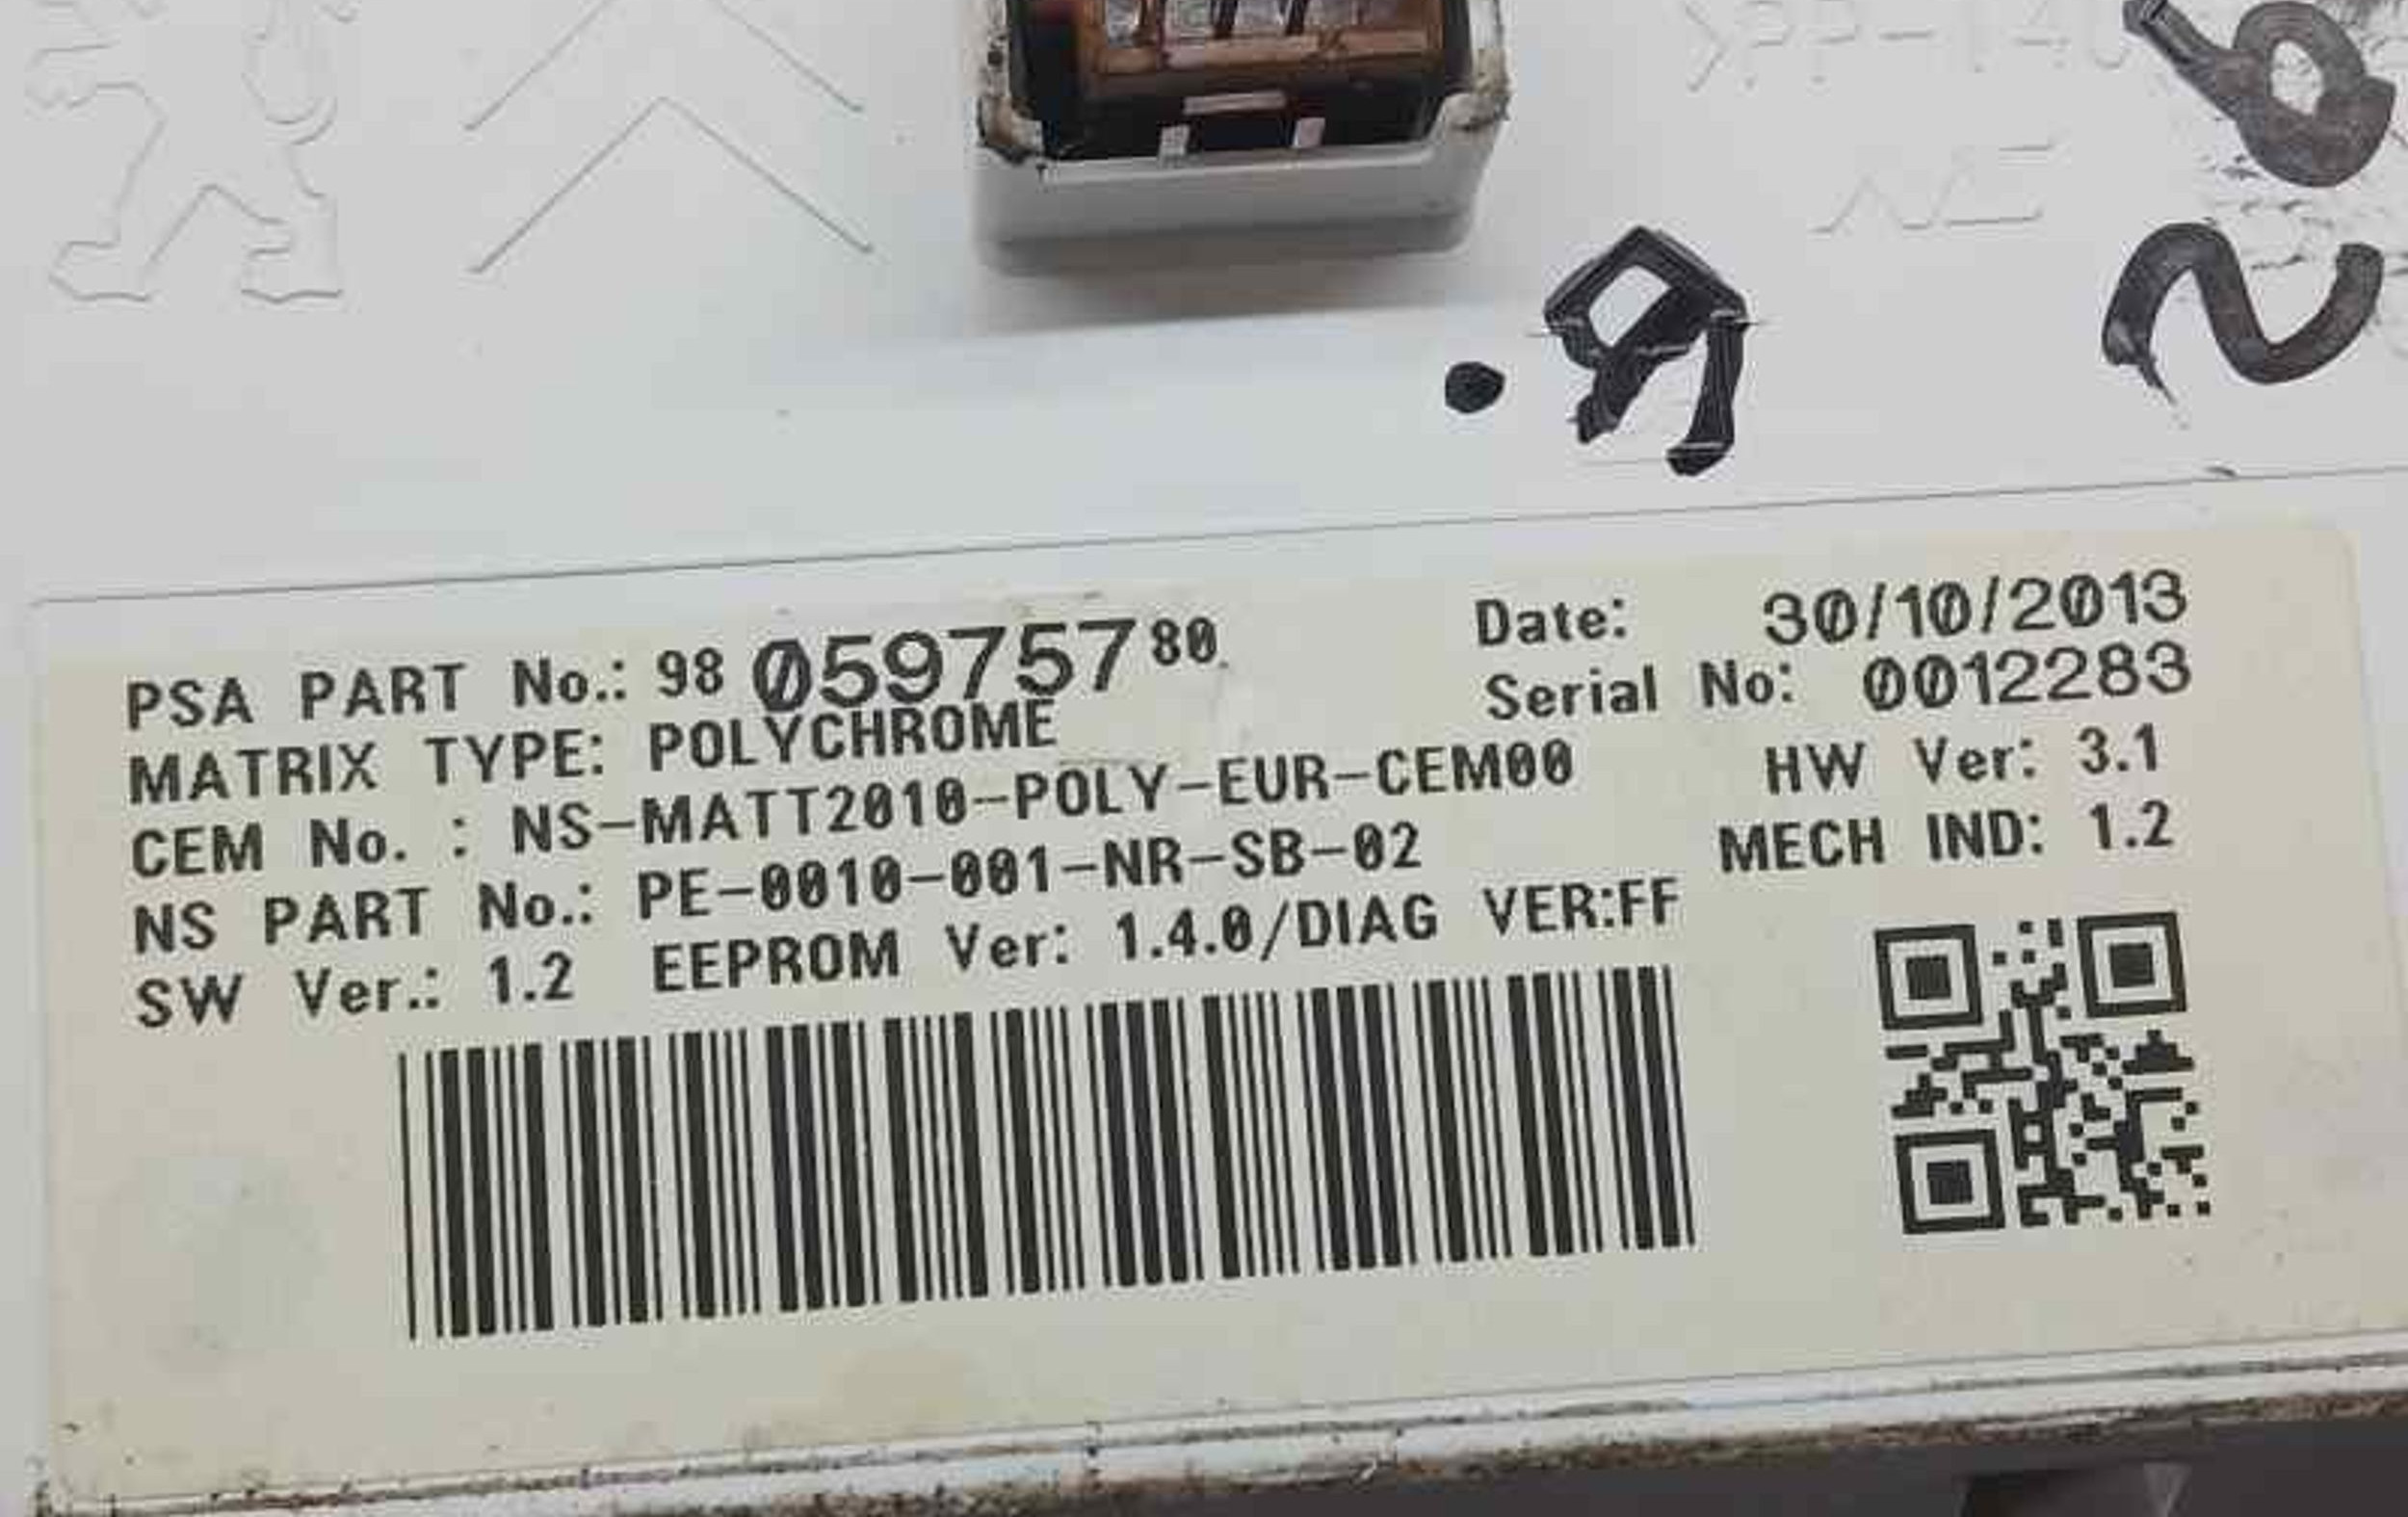 PSA PART No.: 98 05975780
Date: 30/10/2013
MATRIX TYPE: POLYCHROME
Serial No: 0012283
CEM No. : NS-MATT2010-POLY-EUR-CEM00
HW Ver: 3.1
NS PART No.: PE-0010-001-NR-SB-02
MECH IND: 1.2
SW Ver.: 1.2 EEPROM Ver: 1.4.0/DIAG VER:FF